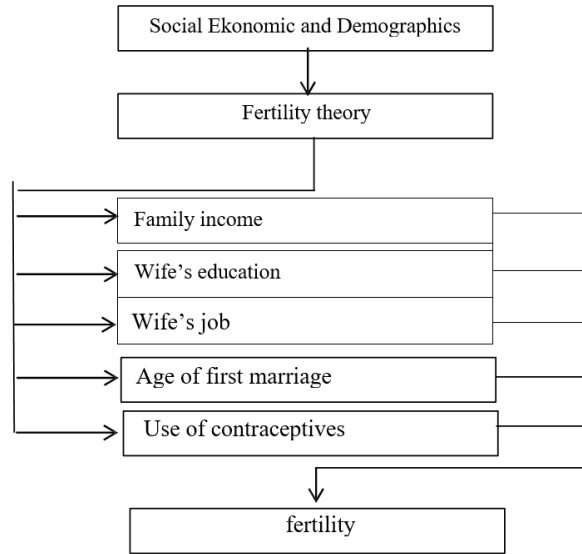 Social Ekonomic and Demographics
Fertility theory
Family income
Wife's education
Wife's job
Age of first marriage
Use of contraceptives
fertility